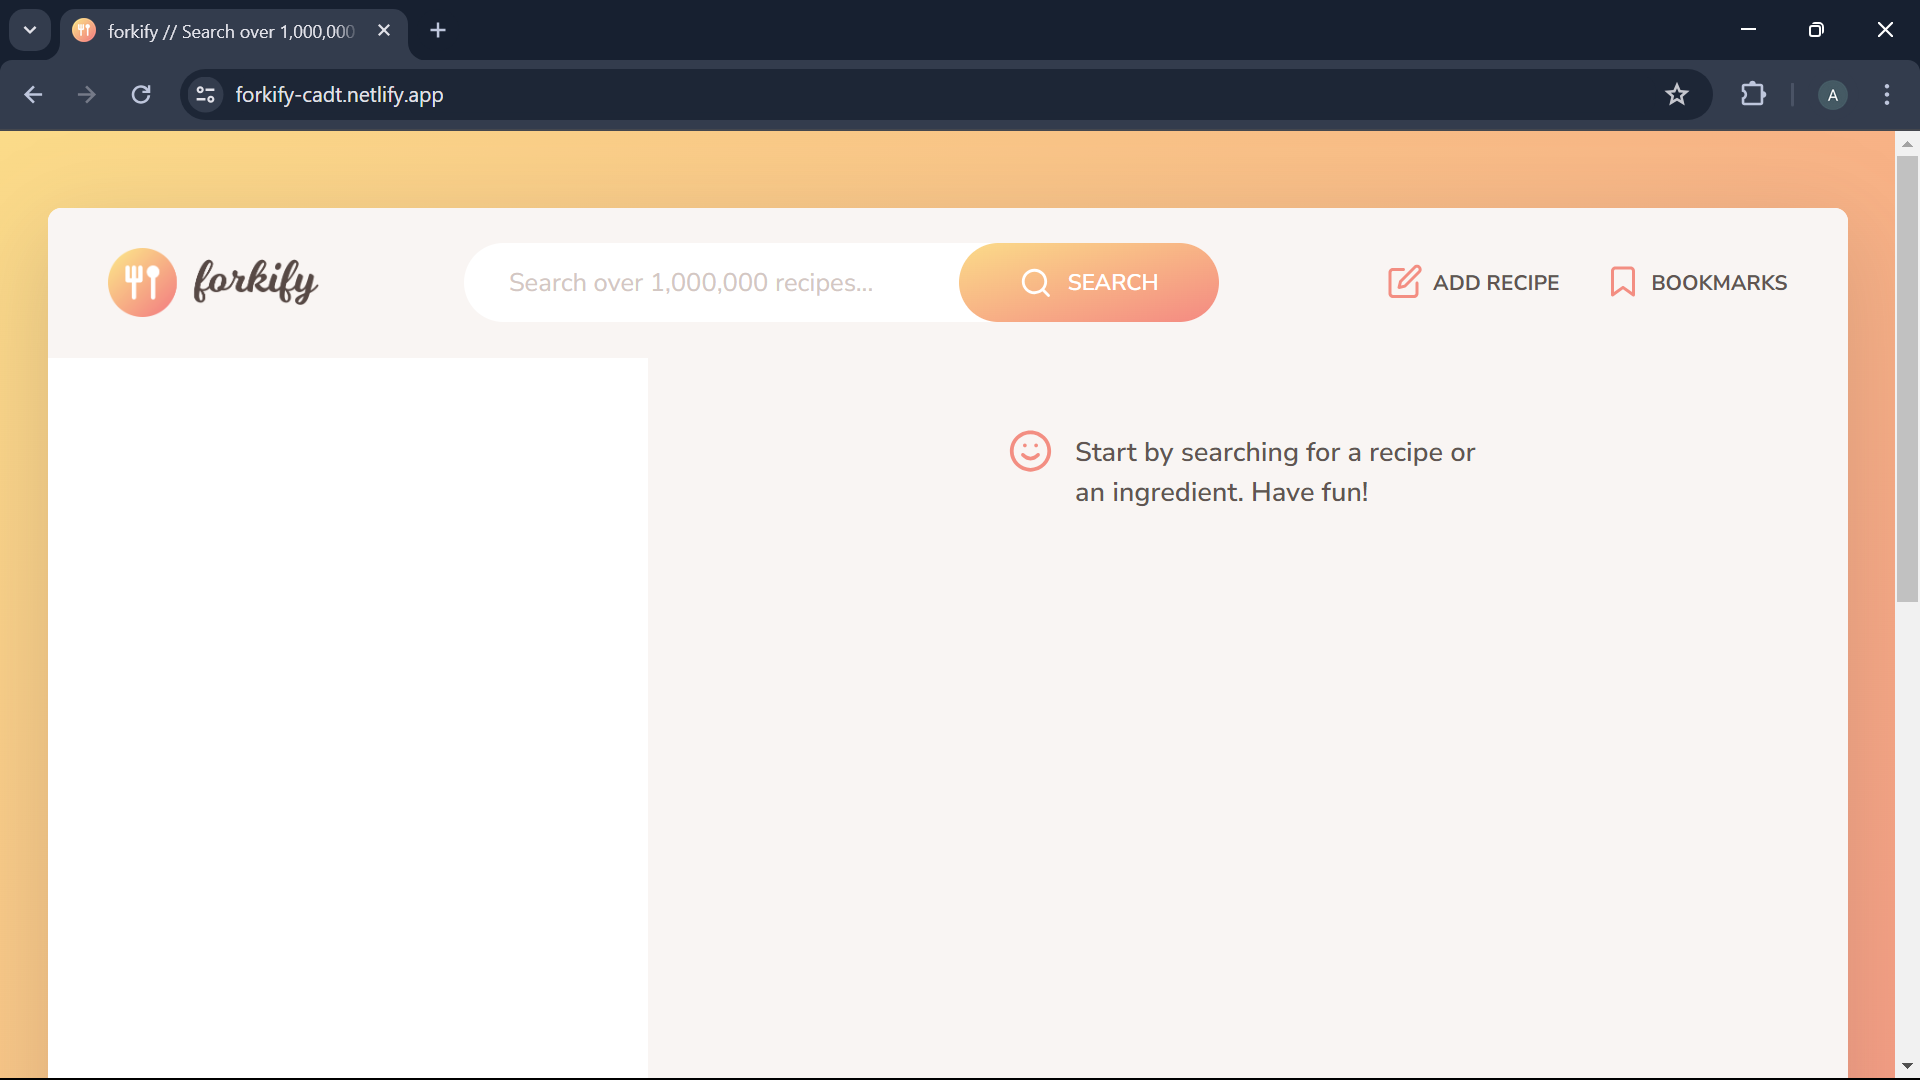 forkify // Search over 1,000,000
forkify-cadt.netlify.app
A
forkify
Search over 1,000,000 recipes...
SEARCH
ADD RECIPE
BOOKMARKS
Start by searching for a recipe or
an ingredient. Have fun!